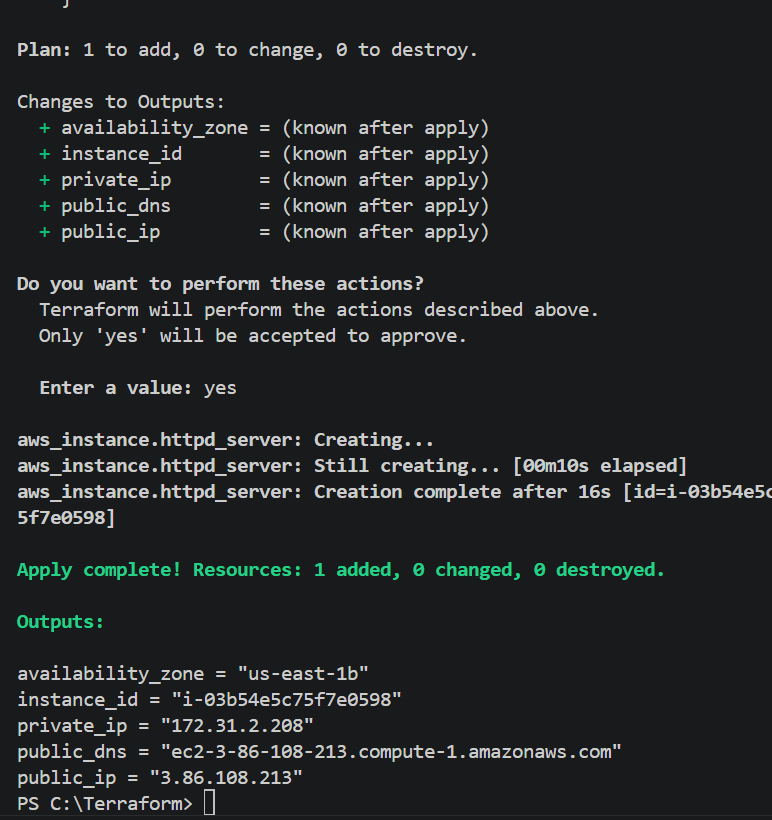 Plan: 1 to add, 0 to change, 0 to destroy.
Changes to Outputs:
+ availability_zone = (known after apply)
+ instance_id = (known after apply)
+ private_ip = (known after apply)
+ public_dns = (known after apply)
+ public_ip = (known after apply)
Do you want to perform these actions?
Terraform will perform the actions described above.
Only 'yes' will be accepted to approve.
Enter a value: yes
aws_instance.httpd_server: Creating...
aws_instance.httpd_server: Still creating... [00m10s elapsed]
aws_instance.httpd_server: Creation complete after 16s [id=i-03b54e5c
5f7e0598]
Apply complete! Resources: 1 added, 0 changed, 0 destroyed.
Outputs:
availability_zone = "us-east-1b"
instance_id = "i-03b54e5c75f7e0598"
private_ip = "172.31.2.208"
public_dns = "ec2-3-86-108-213.compute-1.amazonaws.com"
public_ip = "3.86.108.213"
PS C:\Terraform>